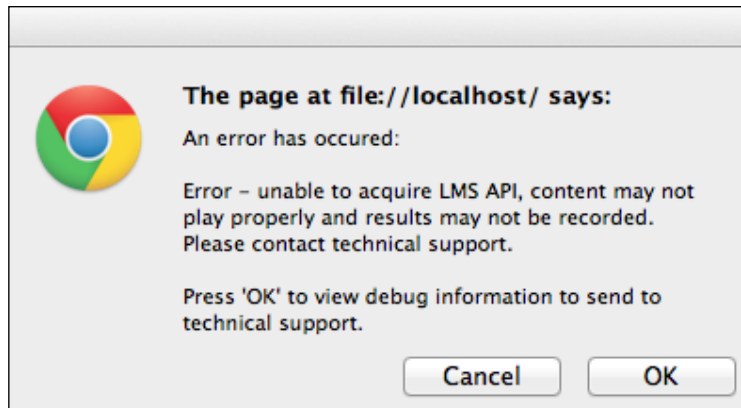 The page at file://localhost/ says:
An error has occured:
Error – unable to acquire LMS API, content may not
play properly and results may not be recorded.
Please contact technical support.
Press 'OK' to view debug information to send to
technical support.
Cancel
OK